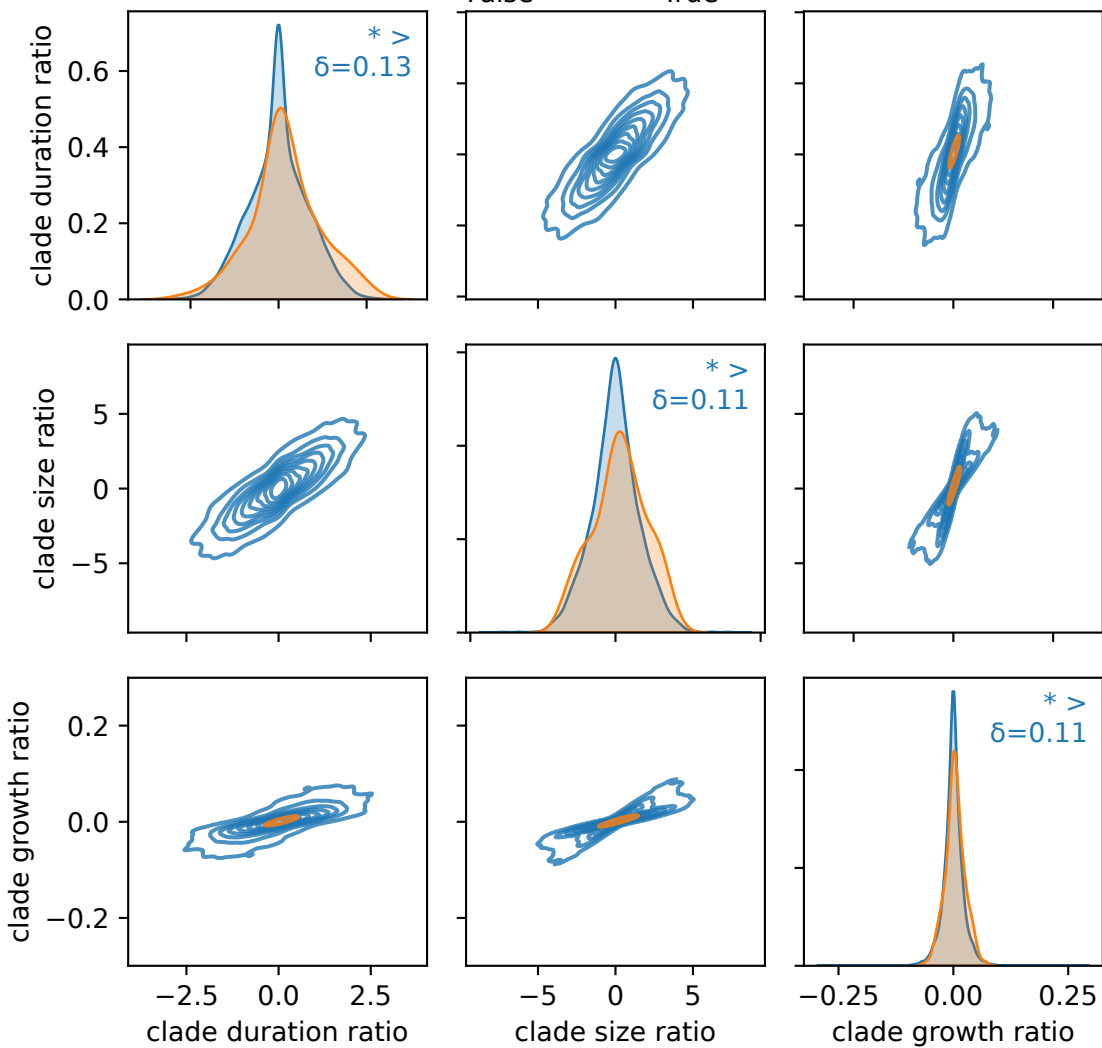 clade duration ratio
0.6
0.4
0.2
0.0
* >
δ=0.13
clade size ratio
5
0
−5
* >
δ=0.11
clade growth ratio
0.2
0.0
−0.2
* >
δ=0.11
−2.5 0.0 2.5
−5 0 5
−0.25 0.00 0.25
clade duration ratio
clade size ratio
clade growth ratio